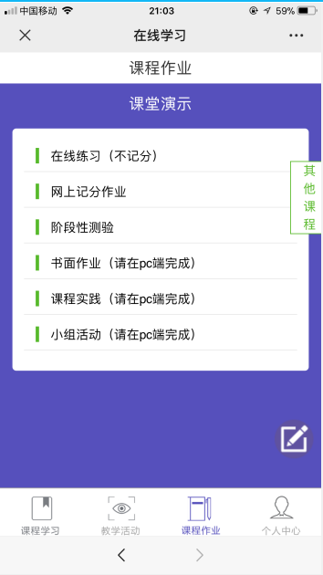 中国移动
21:03
59%
在线学习
课程作业
课堂演示
在线练习（不记分）
网上记分作业
阶段性测验
书面作业（请在pc端完成）
课程实践（请在pc端完成）
小组活动（请在pc端完成）
其他课程
课程学习
教学活动
课程作业
个人中心